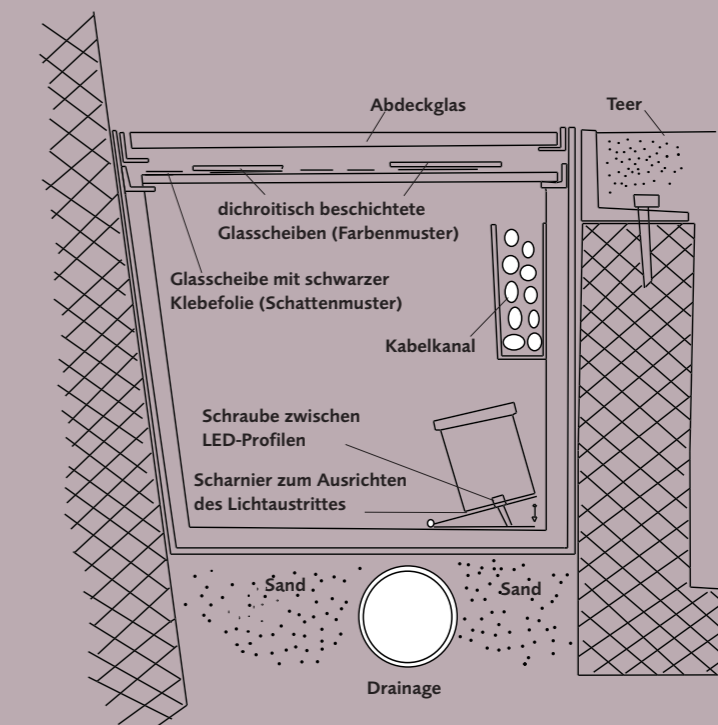 Abdeckglas
Teer
dichroitisch beschichtete
Glasscheiben (Farbenmuster)
Glasscheibe mit schwarzer
Klebefolie (Schattenmuster)
Kabelkanal
Schraube zwischen
LED-Profilen
Scharnier zum Ausrichten
des Lichtaustrittes
Sand
Sand
Drainage